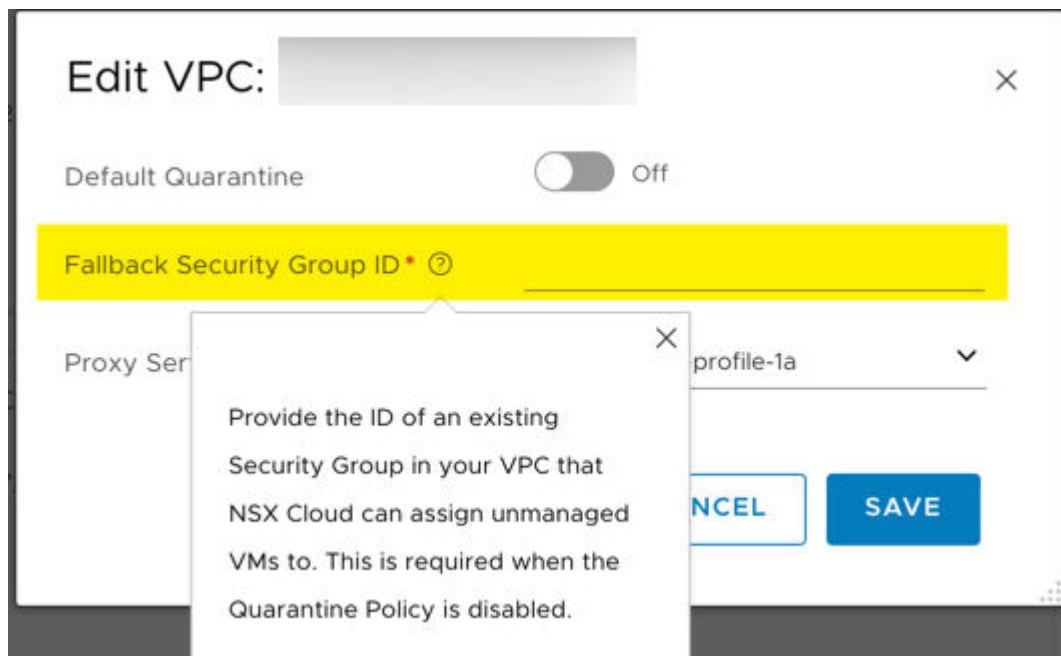 Edit VPC:
Default Quarantine Off
Fallback Security Group ID* ?
Proxy Ser profile-1a
Provide the ID of an existing
Security Group in your VPC that
NSX Cloud can assign unmanaged
VMs to. This is required when the
Quarantine Policy is disabled.
NCEL SAVE